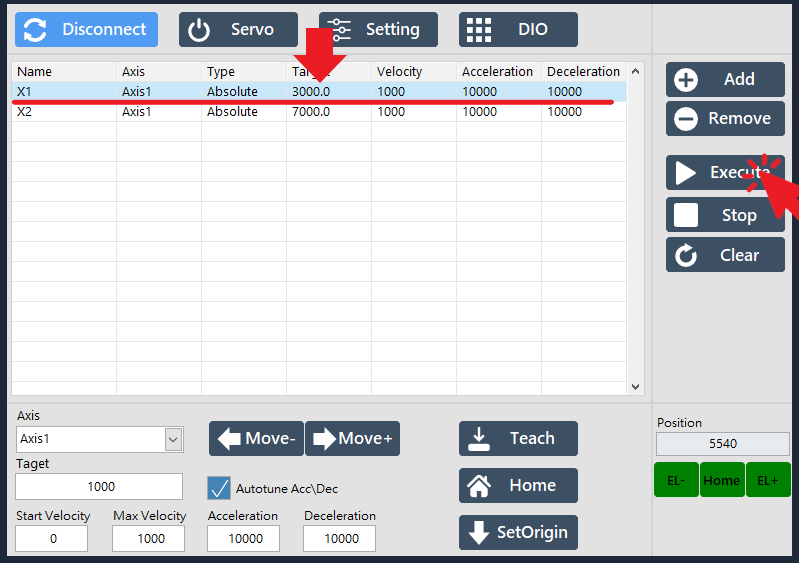 Disconnect Servo Setting DIO
Name Axis Type Velocity Acceleration Deceleration
X1 Axis1 Absolute 3000.0 1000 10000 10000
X2 Axis1 Absolute 7000.0 1000 10000 10000
Add
Remove
Execute
Stop
Clear
Axis
Axis1
Taget
1000
Start Velocity Max Velocity Acceleration Deceleration
0 1000 10000 10000
Move- Move+
Autotune Acc\Dec
Teach
Home
SetOrigin
Position
5540
EL- Home EL+